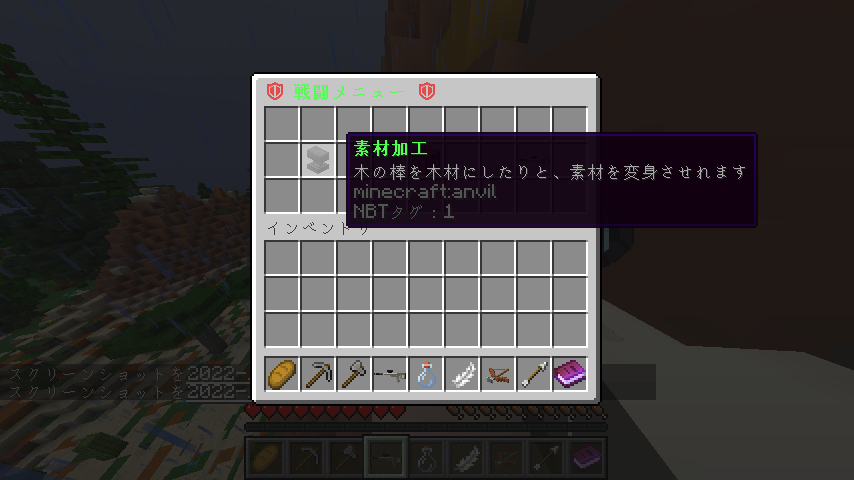 戦闘メニュー
素材加工
木の棒を木材にしたりと、素材を変身させれます
minecraft:anvil
NBTタグ：1
インベントリ
スクリーンショットを2022-
スクリーンショットを2022-